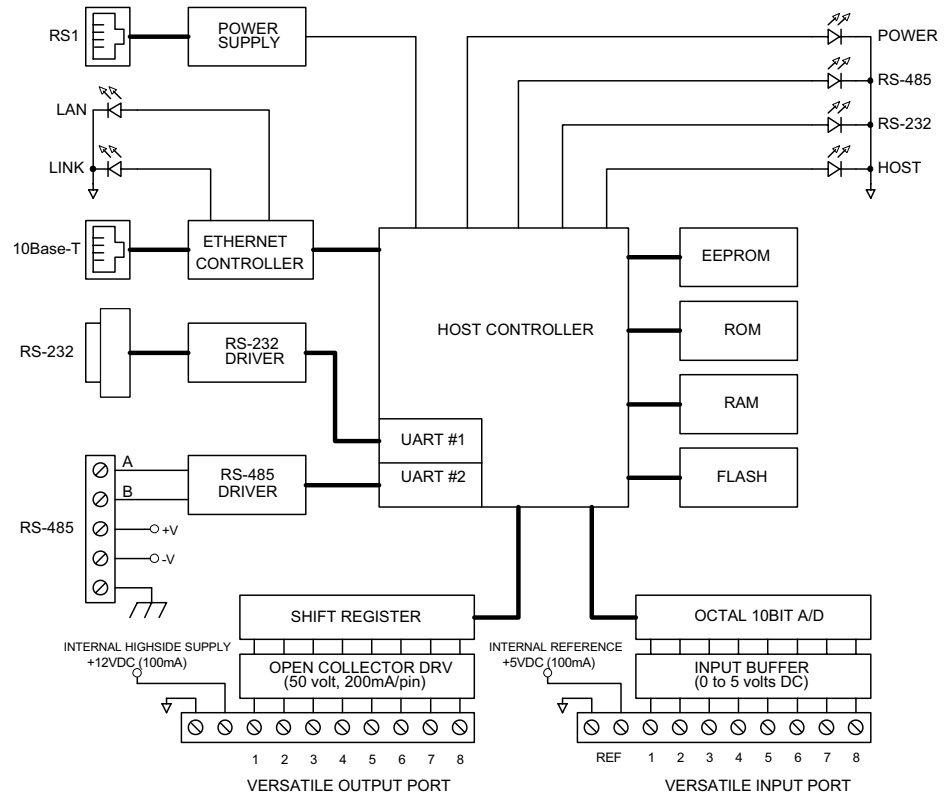 RS1
POWER
SUPPLY
POWER
RS-485
LAN
RS-232
LINK
HOST
10Base-T
ETHERNET
CONTROLLER
EEPROM
HOST CONTROLLER
ROM
RS-232
RS-232
DRIVER
RAM
UART #1
A
RS-485
DRIVER
UART #2
FLASH
B
RS-485
+V
-V
SHIFT REGISTER
OCTAL 10BIT A/D
INTERNAL HIGHSIDE SUPPLY
+12VDC (100mA)
OPEN COLLECTOR DRV
(50 volt, 200mA/pin)
INTERNAL REFERENCE
+5VDC (100mA)
INPUT BUFFER
(0 to 5 volts DC)
1 2 3 4 5 6 7 8
REF 1 2 3 4 5 6 7 8
VERSATILE OUTPUT PORT
VERSATILE INPUT PORT